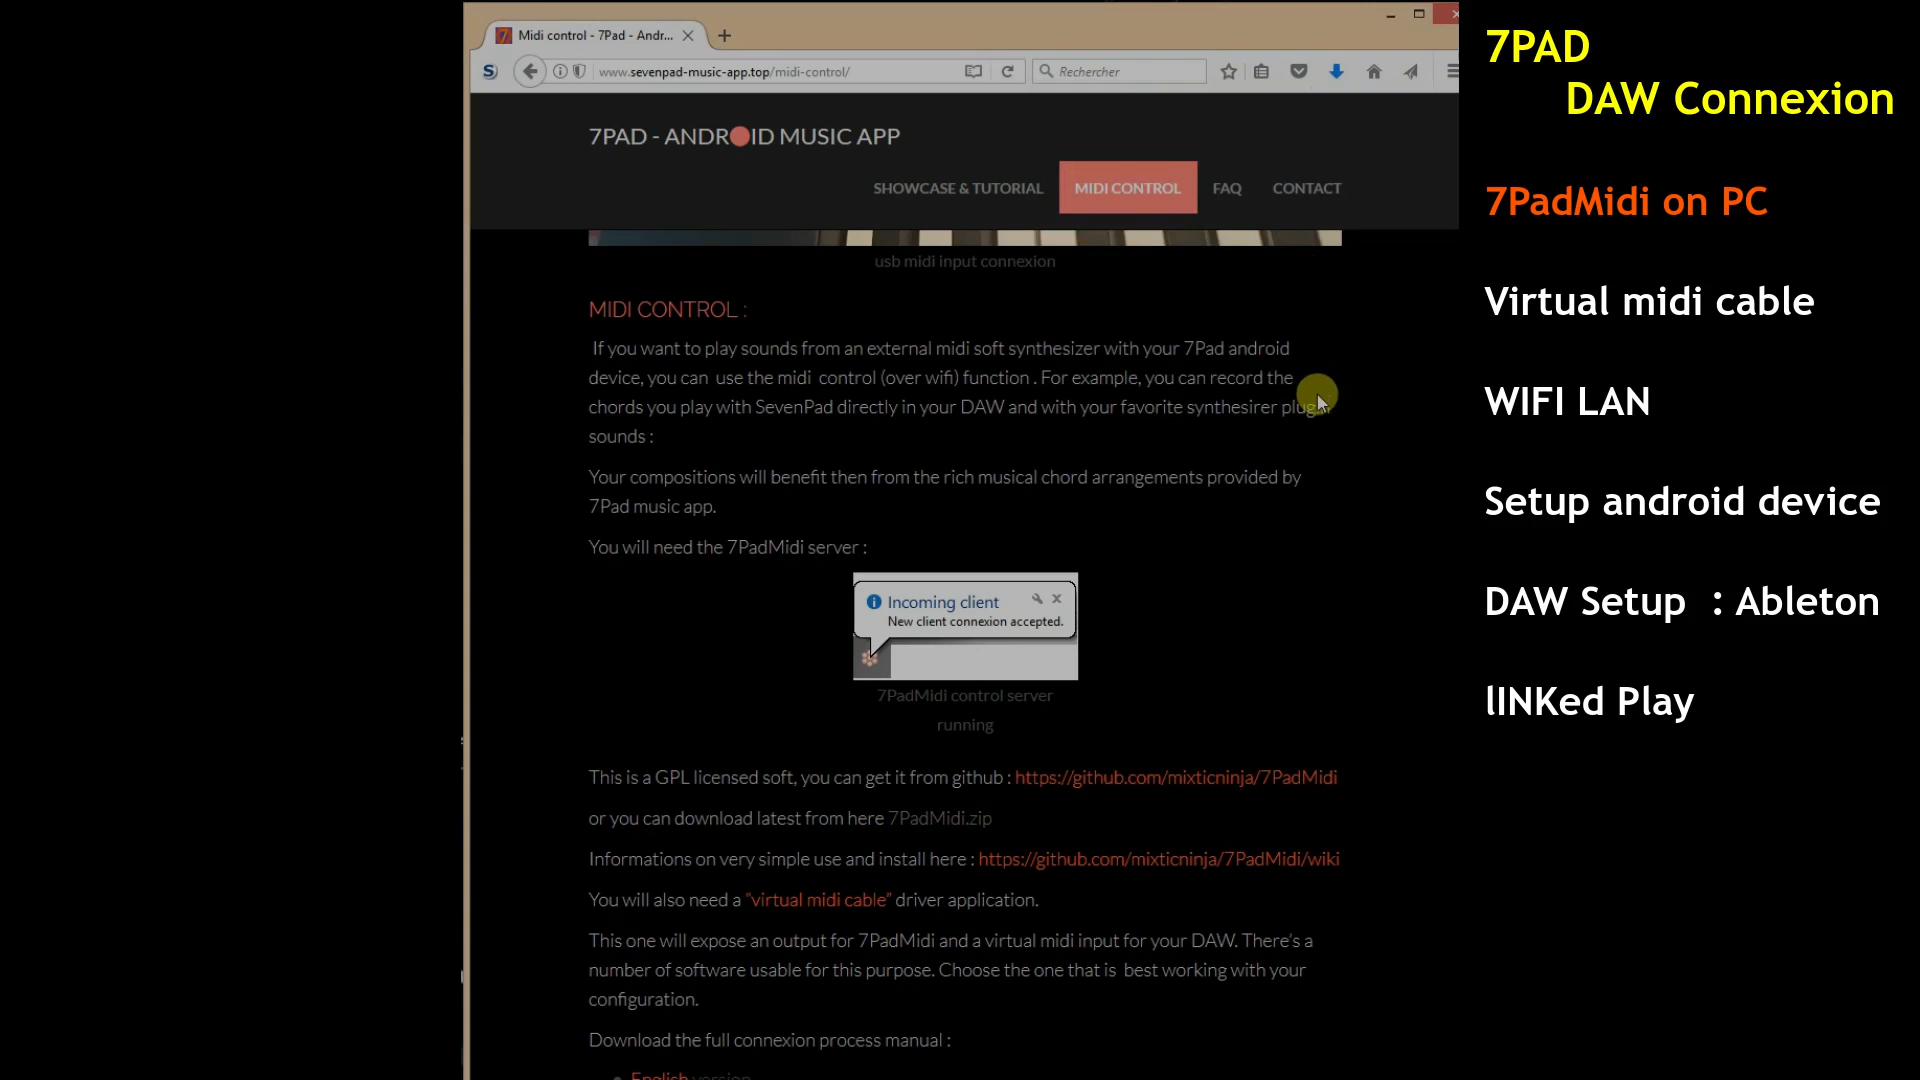 Midi control - 7Pad - Andr...
www.sevenpad-music-app.top/midi-control/
Rechercher
7PAD - ANDROID MUSIC APP
SHOWCASE & TUTORIAL
MIDI CONTROL
FAQ
CONTACT
usb midi input connexion
MIDI CONTROL :
If you want to play sounds from an external midi soft synthesizer with your 7Pad android
device, you can use the midi control (over wifi) function . For example, you can record the
chords you play with SevenPad directly in your DAW and with your favorite synthesirer plugin
sounds :
Your compositions will benefit then from the rich musical chord arrangements provided by
7Pad music app.
You will need the 7PadMidi server :
Incoming client
New client connexion accepted.
7PadMidi control server
running
This is a GPL licensed soft, you can get it from github : https://github.com/mixticninja/7PadMidi
or you can download latest from here 7PadMidi.zip
Informations on very simple use and install here : https://github.com/mixticninja/7PadMidi/wiki
You will also need a "virtual midi cable" driver application.
This one will expose an output for 7PadMidi and a virtual midi input for your DAW. There's a
number of software usable for this purpose. Choose the one that is best working with your
configuration.
Download the full connexion process manual :
English version
7PAD
DAW Connexion
7PadMidi on PC
Virtual midi cable
WIFI LAN
Setup android device
DAW Setup : Ableton
lINKed Play